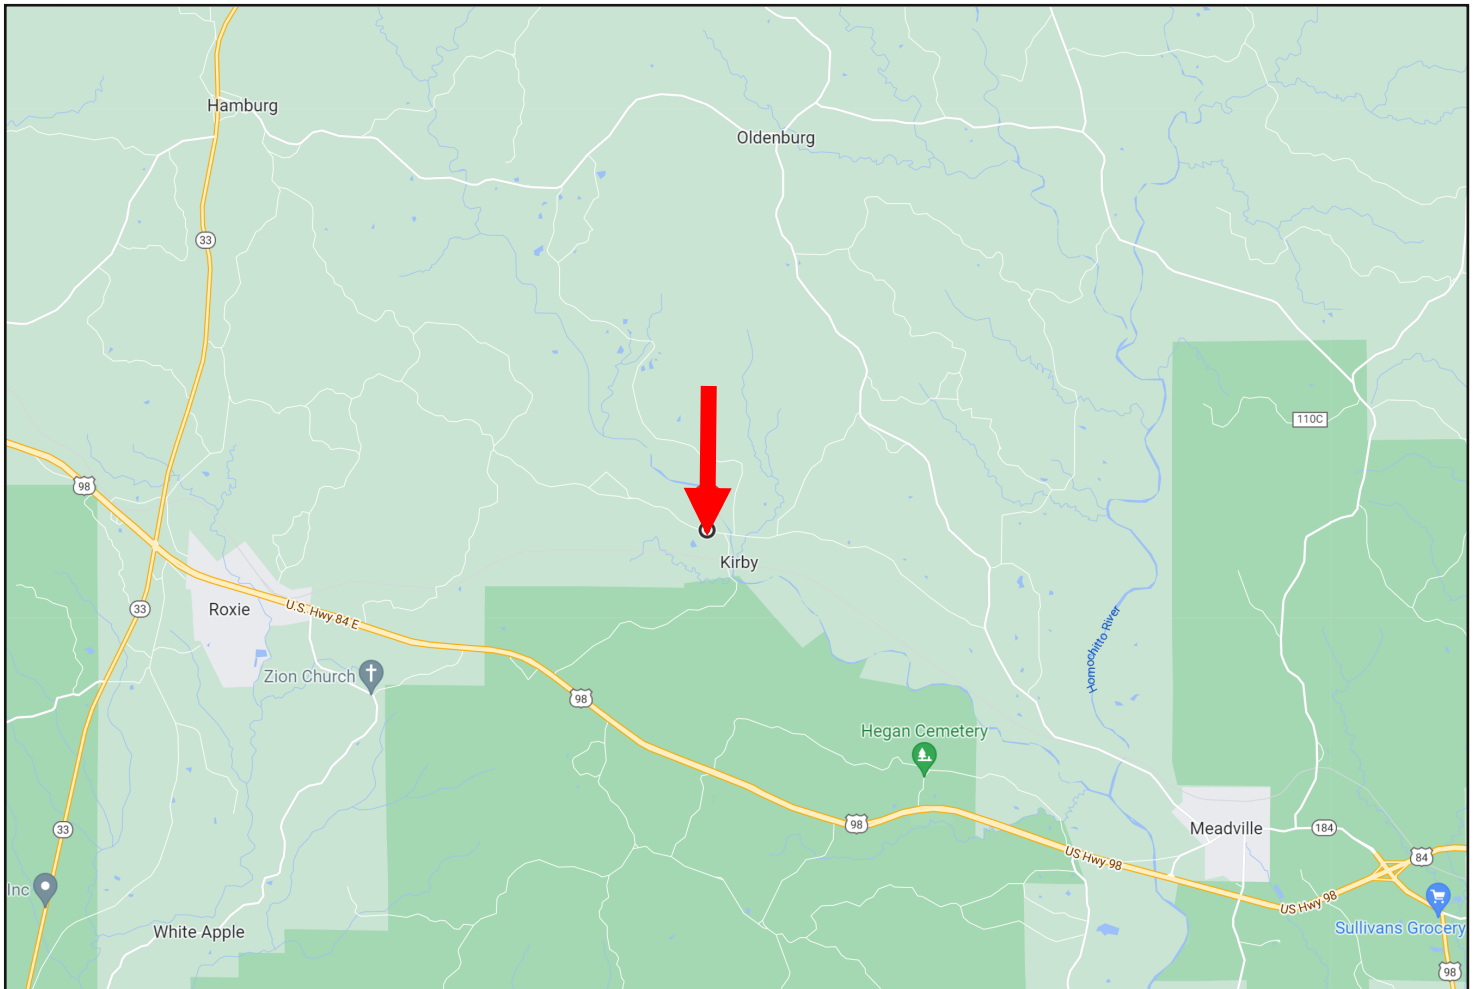 Hamburg
Oldenburg
33
110C
98
Kirby
33
Roxie
U.S. Hwy 84 E
Homochitto River
Zion Church
98
Hegan Cemetery
98
33
Meadville
184
US Hwy 98
84
Inc
US Hwy 98
White Apple
Sullivans Grocery
98